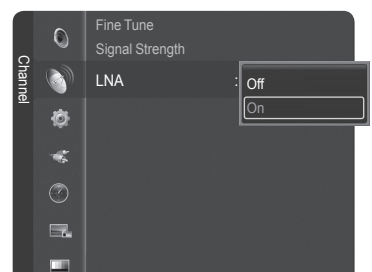 Channel
Fine Tune
Signal Strength
LNA : Off
On